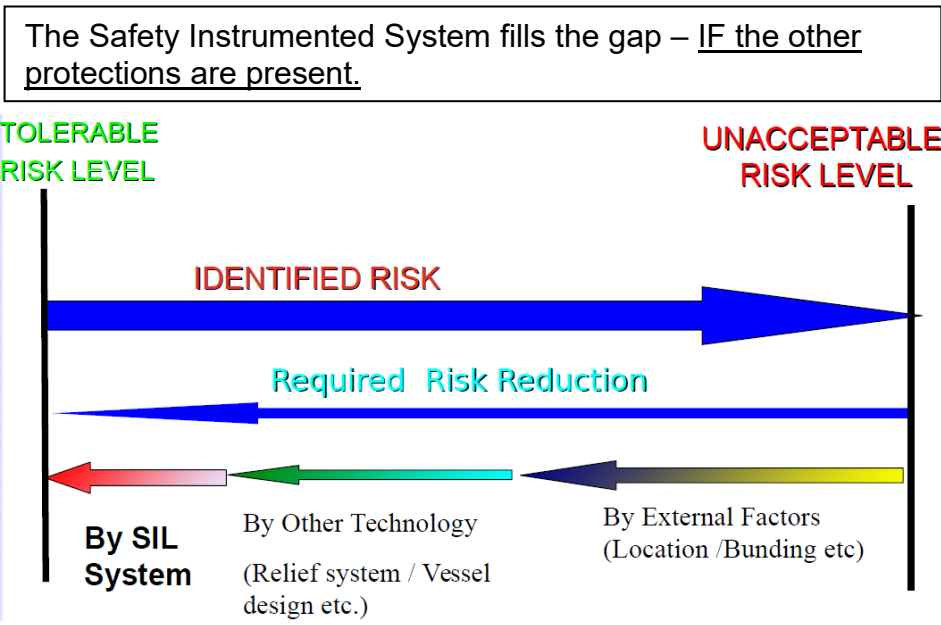 The Safety Instrumented System fills the gap – IF the other
protections are present.
TOLERABLE
RISK LEVEL
UNACCEPTABLE
RISK LEVEL
IDENTIFIED RISK
Required Risk Reduction
By SIL
System
By Other Technology
(Relief system / Vessel
design etc.)
By External Factors
(Location /Bunding etc)